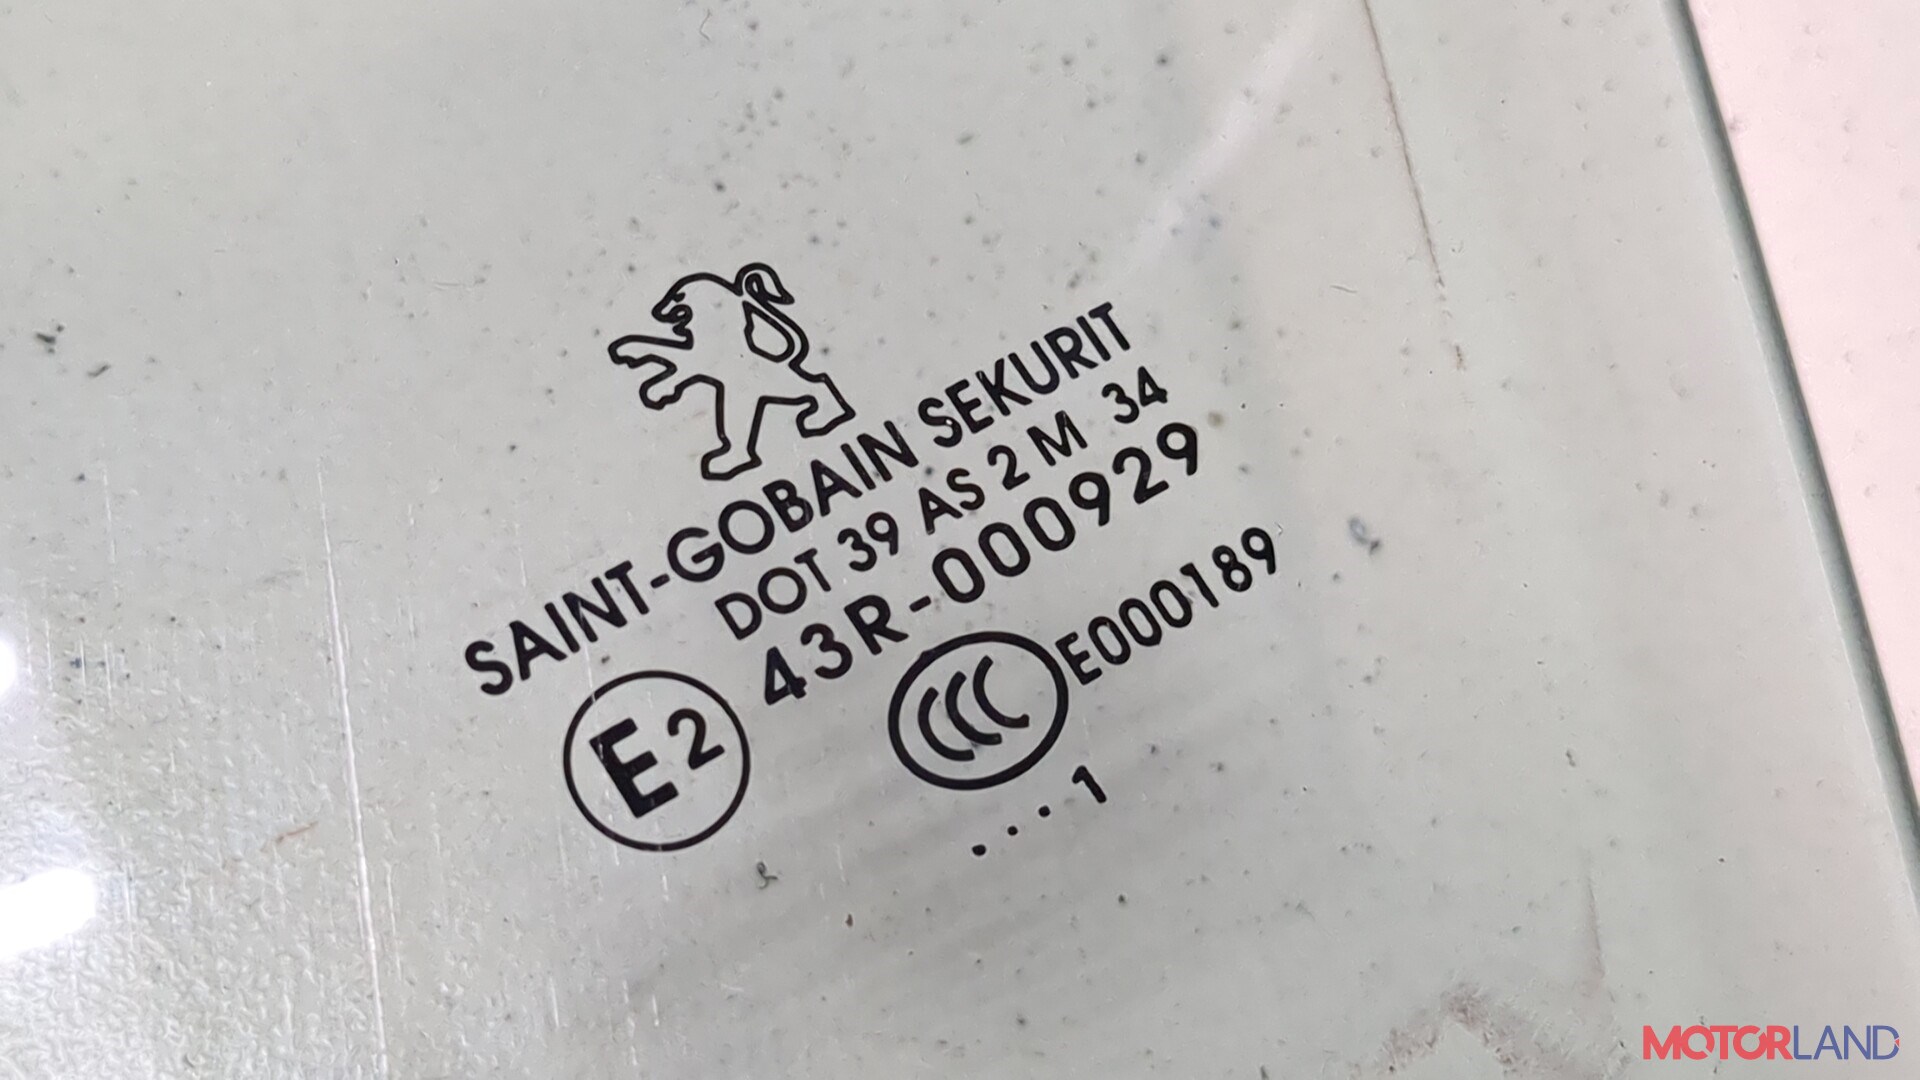 SAINT-GOBAIN SEKURIT
DOT 39 AS 2 M 34
43R-000929
E2
CCC E000189
. . . 1
MOTORLAND